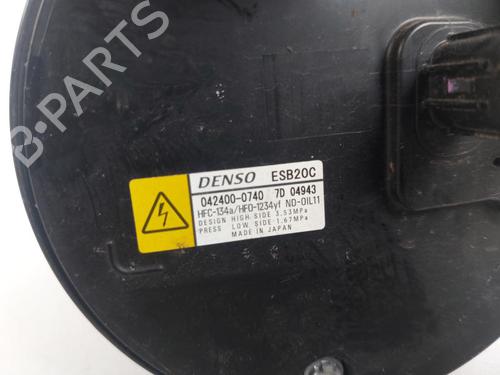 B-PARTS
DENSO ESB20C
042400-0740 7D 04943
HFC-134a/HFO-1234yf ND-OIL11
DESIGN HIGH SIDE 3.53MPa
PRESS LOW SIDE 1.67MPa
MADE IN JAPAN